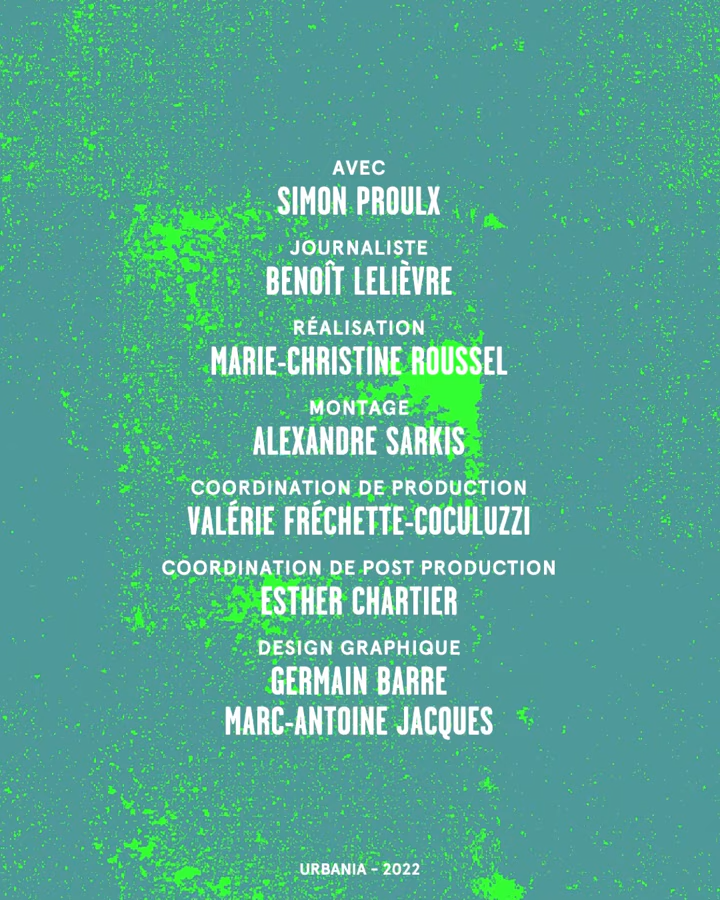 AVEC
SIMON PROULX
JOURNALISTE
BENOÎT LELIÈVRE
RÉALISATION
MARIE-CHRISTINE ROUSSEL
MONTAGE
ALEXANDRE SARKIS
COORDINATION DE PRODUCTION
VALÉRIE FRÉCHETTE-COCULUZZI
COORDINATION DE POST PRODUCTION
ESTHER CHARTIER
DESIGN GRAPHIQUE
GERMAIN BARRE
MARC-ANTOINE JACQUES
URBANIA - 2022